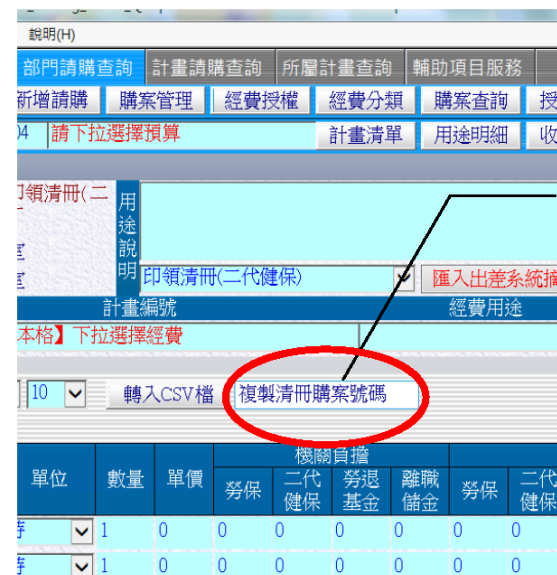 說明(H)
部門請購查詢 計畫請購查詢 所屬計畫查詢 輔助項目服務
新增請購 購案管理 經費授權 經費分類 購案查詢 授
04 請下拉選擇預算 計畫清單 用途明細 收
印領清冊(二
用途說明
室
印領清冊(二代健保) 匯入出差系統摘
計畫編號 經費用途
本格】下拉選擇經費
10 轉入CSV檔 複製清冊購案號碼
機關負擔
單位 數量 單價 勞保 二代健保 勞退基金 離職儲金 勞保 二代健保
1 0 0 0 0 0 0 0
1 0 0 0 0 0 0 0